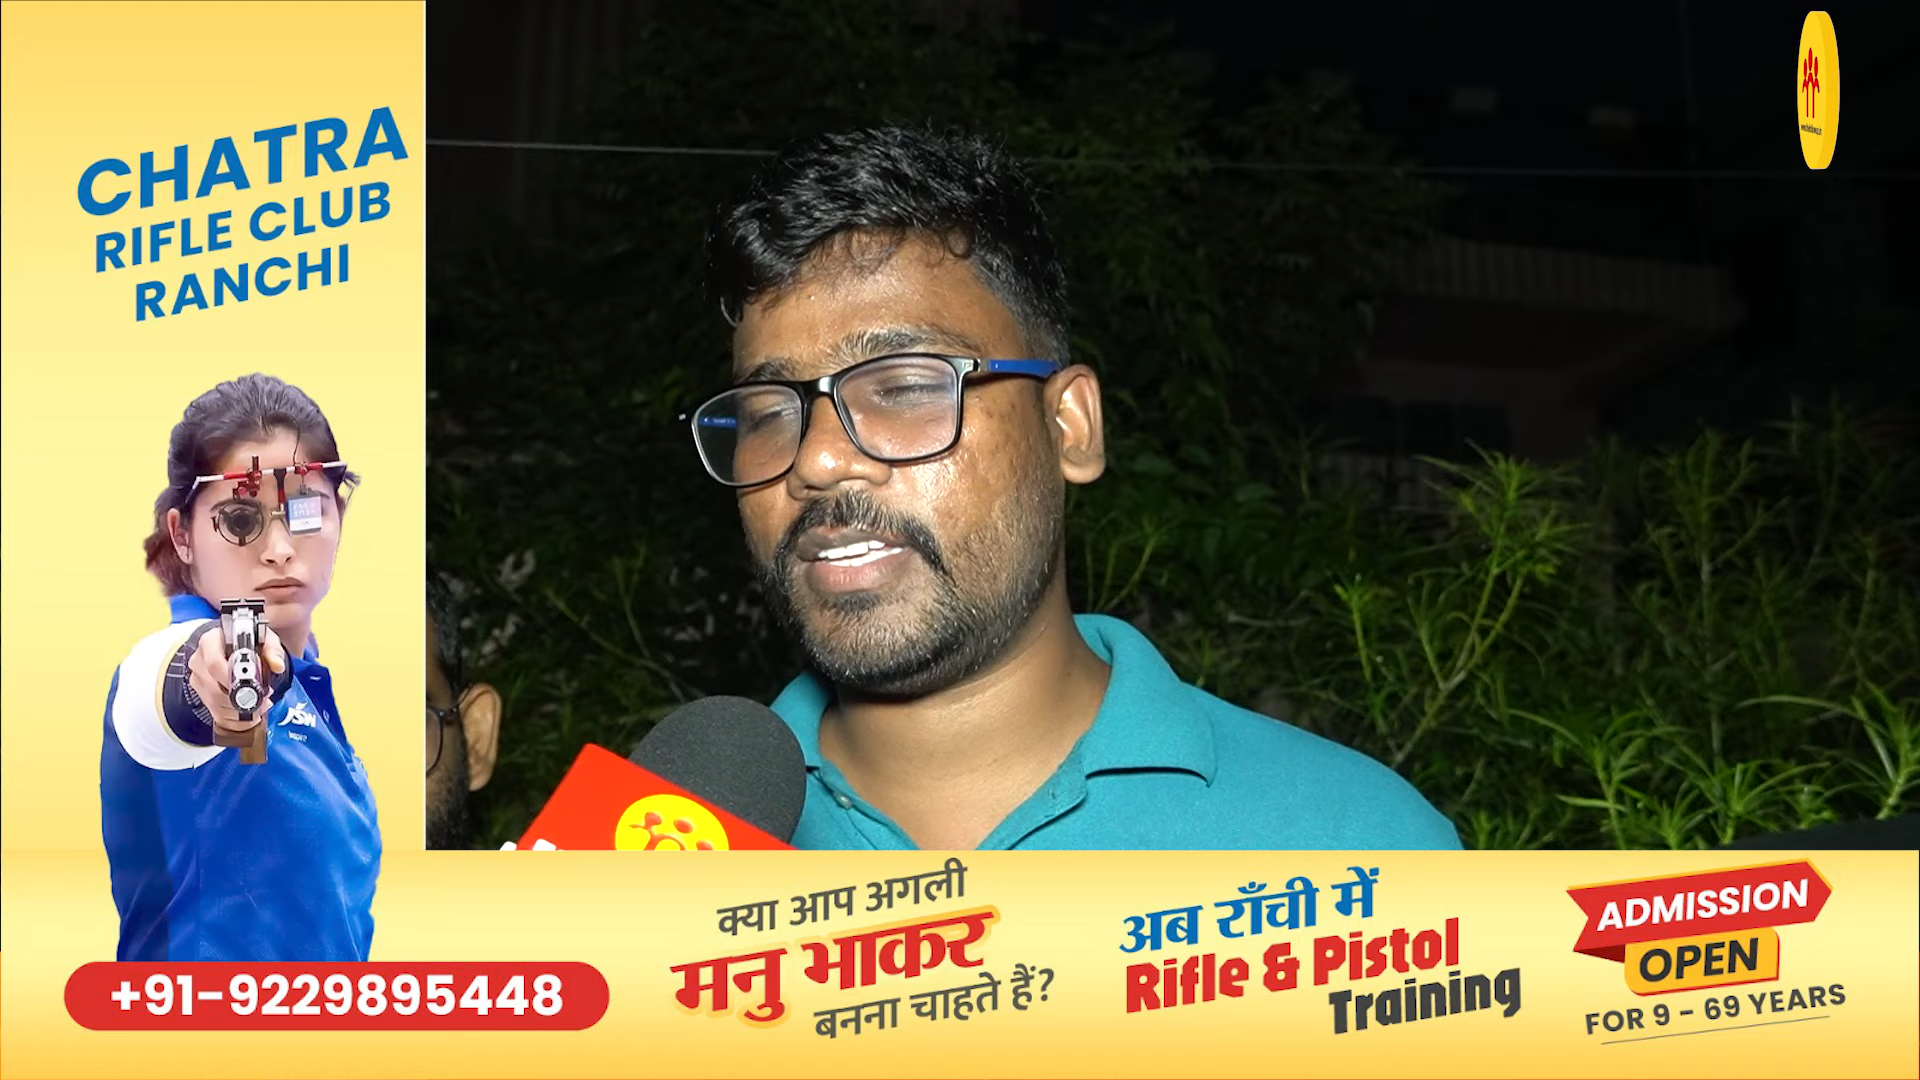 CHATRA
RIFLE CLUB
RANCHI
JSW
+91-9229895448
क्या आप अगली
मनु भाकर
बनना चाहते हैं?
अब राँची में
Rifle & Pistol
Training
ADMISSION
OPEN
FOR 9 - 69 YEARS